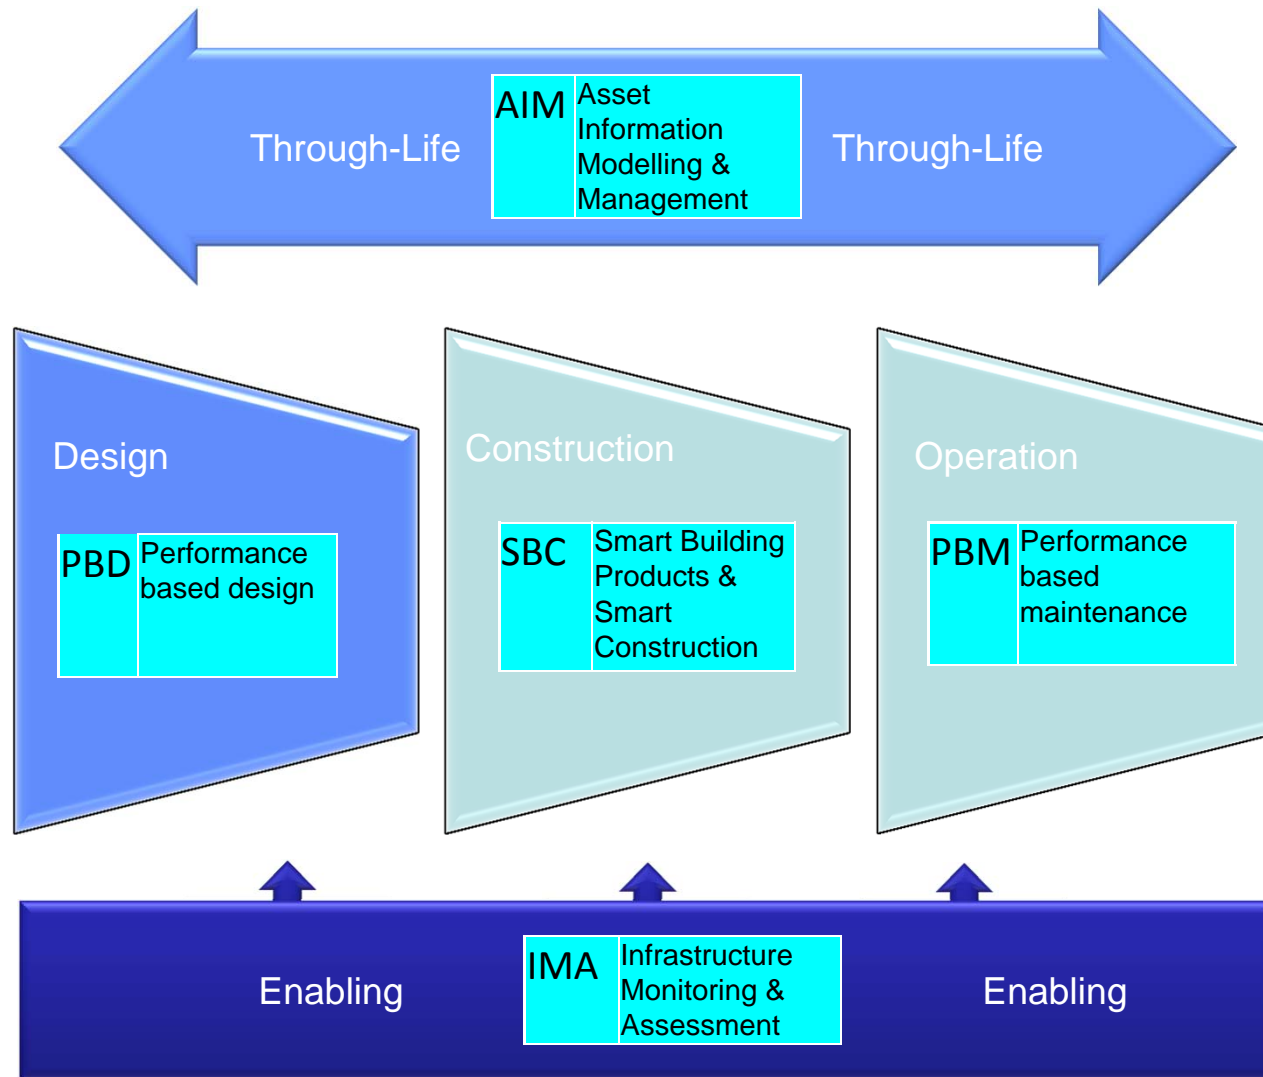 Through-Life
AIM
Asset
Information
Modelling &
Management
Through-Life
Design
PBD
Performance
based design
Construction
SBC
Smart Building
Products &
Smart
Construction
Operation
PBM
Performance
based
maintenance
Enabling
IMA
Infrastructure
Monitoring &
Assessment
Enabling